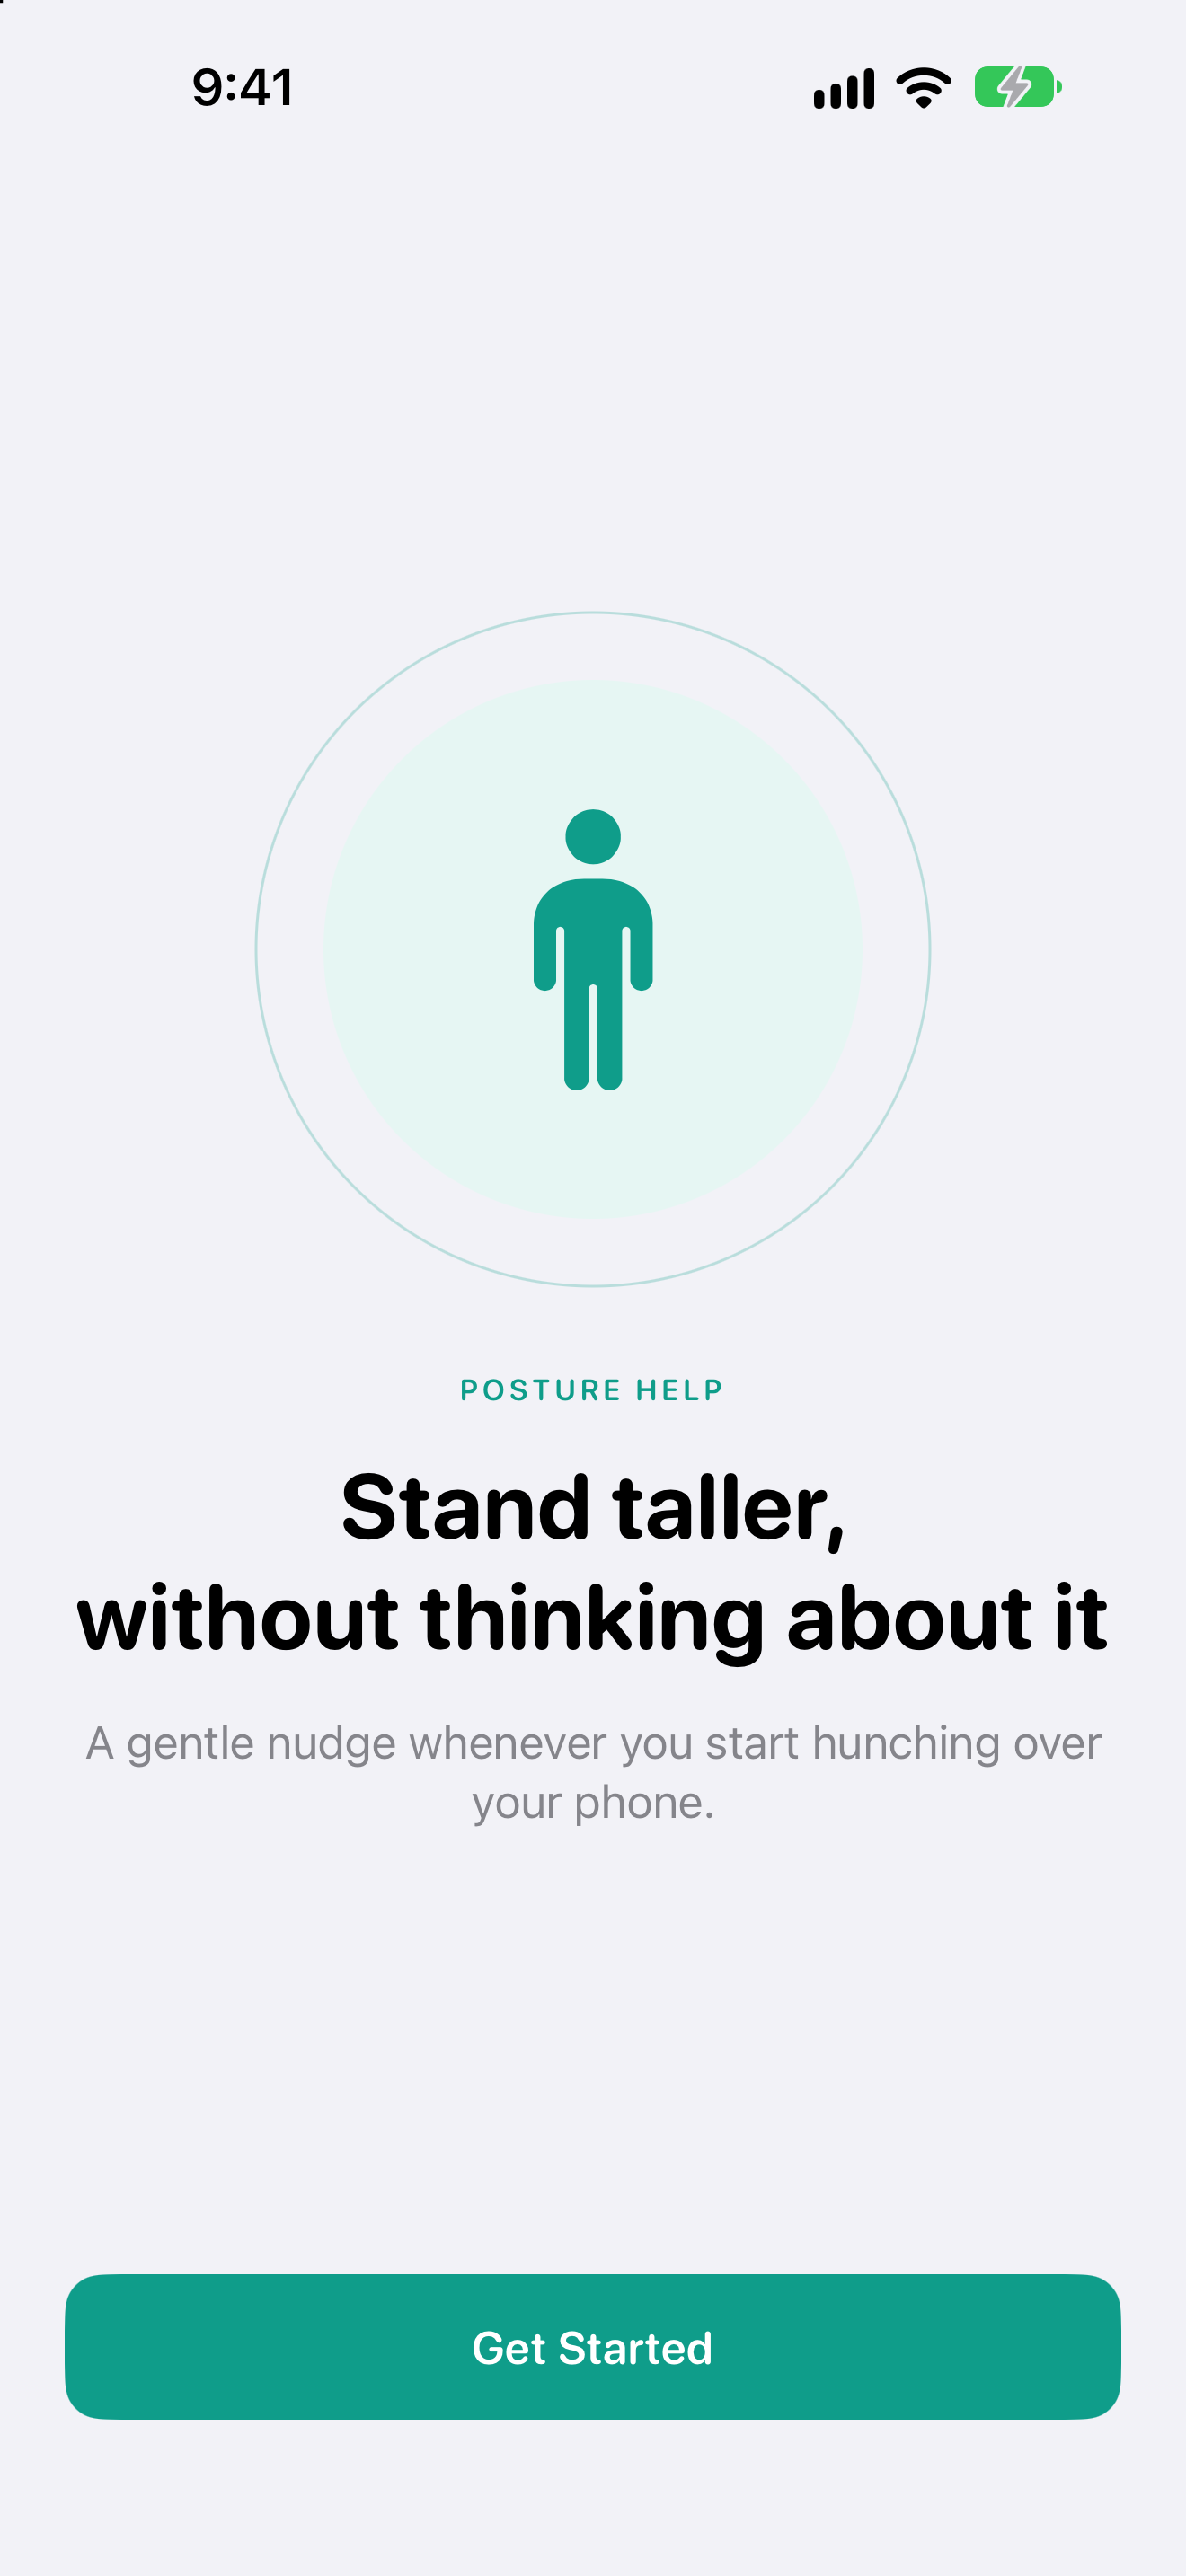 9:41
POSTURE HELP
Stand taller,
without thinking about it
A gentle nudge whenever you start hunching over
your phone.
Get Started